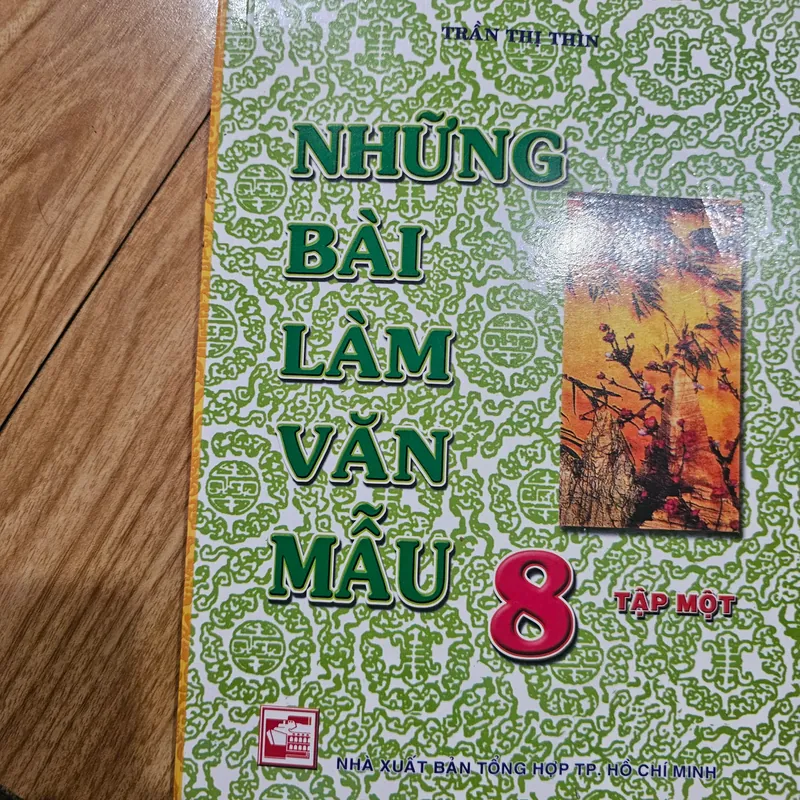 TRẦN THỊ THÌN
NHỮNG
BÀI
LÀM
VĂN
MẪU
8
TẬP MỘT
NHÀ XUẤT BẢN TỔNG HỢP TP. HỒ CHÍ MINH